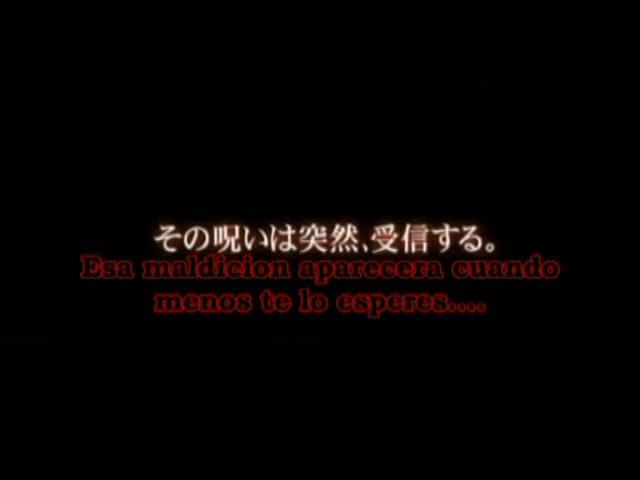 その呪いは突然、受信する。
Esa maldicion aparecera cuando
menos te lo esperes....